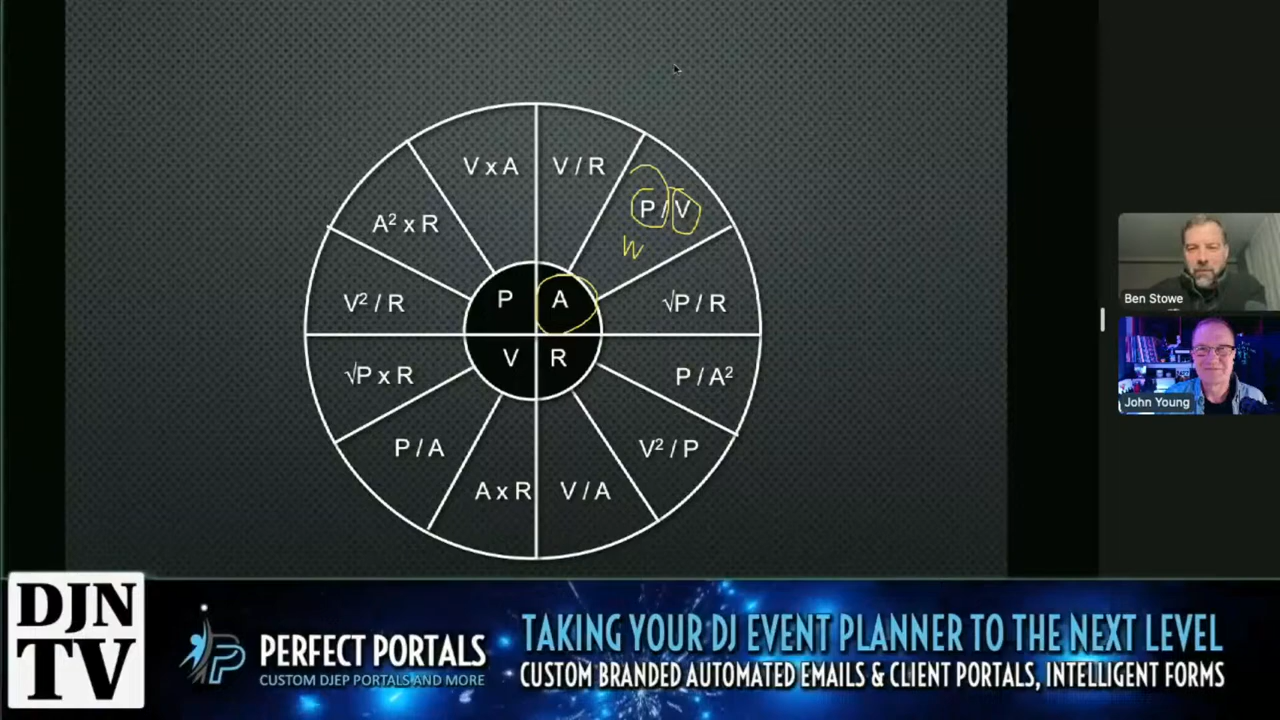 V x A
V / R
A² x R
P / V
W
V² / R
P
A
√P / R
V
R
√P x R
P / A²
P / A
V² / P
A x R
V / A
Ben Stowe
John Young
DJN
TV
PERFECT PORTALS
CUSTOM DJEP PORTALS AND MORE
TAKING YOUR DJ EVENT PLANNER TO THE NEXT LEVEL
CUSTOM BRANDED AUTOMATED EMAILS & CLIENT PORTALS, INTELLIGENT FORMS